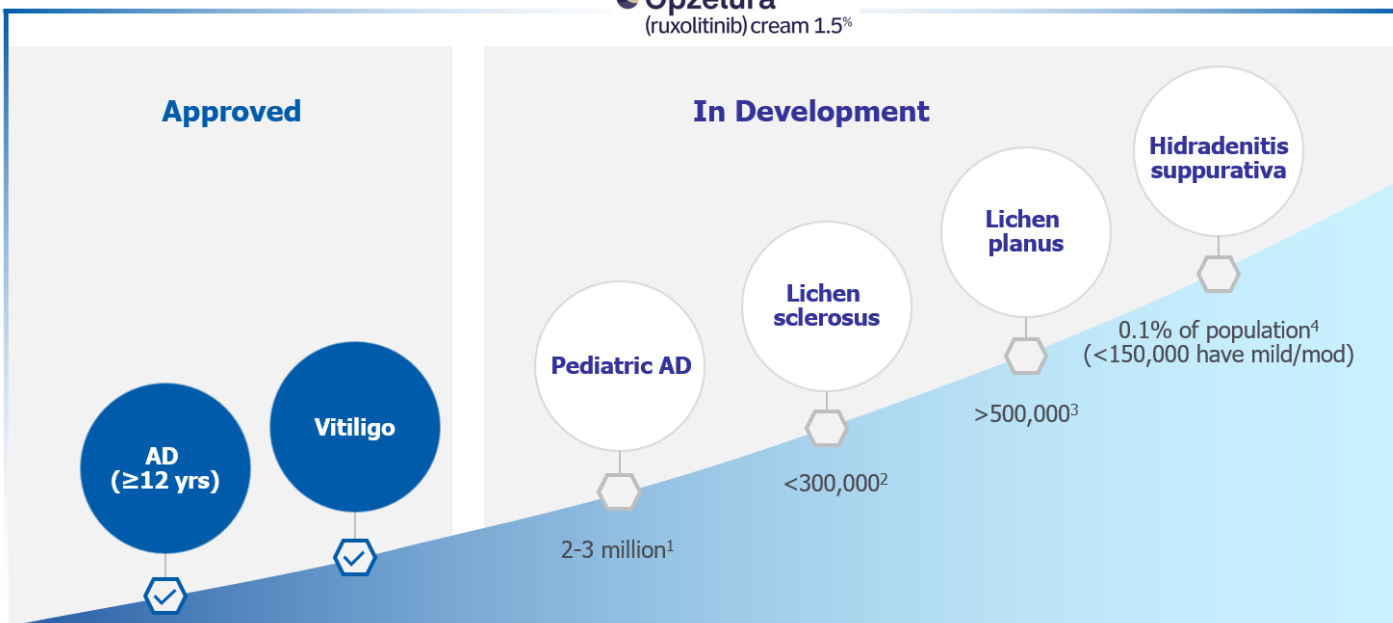 Opzelura
(ruxolitinib) cream 1.5%
Approved
In Development
AD
(≥12 yrs)
Vitiligo
Pediatric AD
2-3 million¹
Lichen
sclerosus
<300,000²
Lichen
planus
>500,000³
Hidradenitis
suppurativa
0.1% of population⁴
(<150,000 have mild/mod)